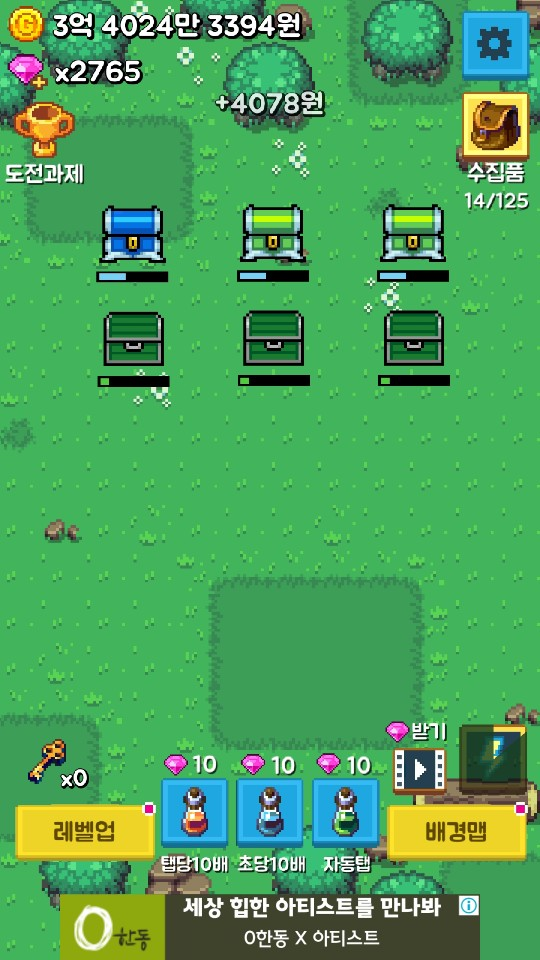 3억 4024만 3394원
x2765
+4078원
도전과제
수집품
14/125
받기
x0
10
10
10
레벨업
배경맵
탭당10배
초당10배
자동탭
세상 힙한 아티스트를 만나봐
0한동
0한동 X 아티스트